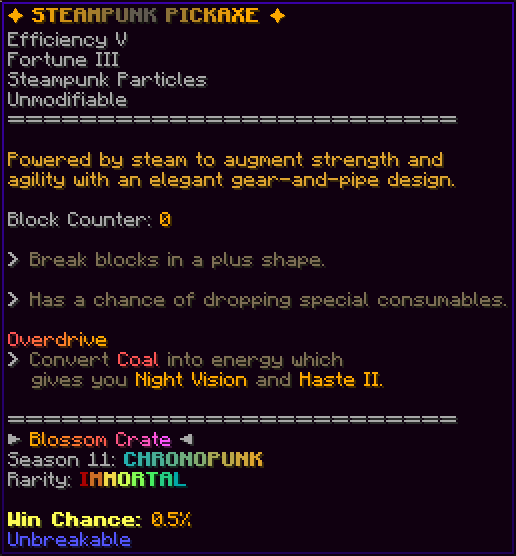 ✦ STEAMPUNK PICKAXE ✦
Efficiency V
Fortune III
Steampunk Particles
Unmodifiable
==========================
Powered by steam to augment strength and
agility with an elegant gear-and-pipe design.
Block Counter: 0
> Break blocks in a plus shape.
> Has a chance of dropping special consumables.
Overdrive
> Convert Coal into energy which
gives you Night Vision and Haste II.
==========================
► Blossom Crate ◄
Season 11: CHRONOPUNK
Rarity: IMMORTAL
Win Chance: 0.5%
Unbreakable